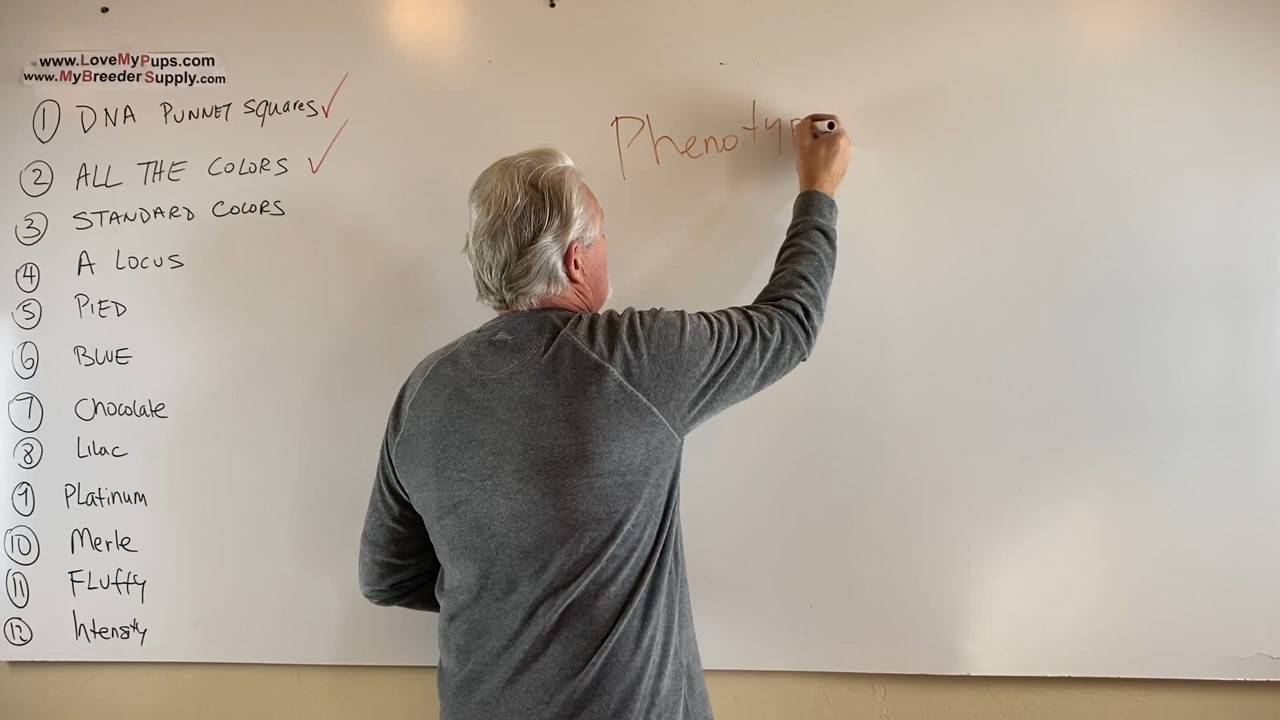 www.LoveMyPups.com
www.MyBreederSupply.com
① DNA PUNNET SQuares
② ALL THE COLORS
③ STANDARD COLORS
④ A LOCUS
⑤ PIED
⑥ BLUE
⑦ Chocolate
⑧ Lilac
⑨ Platinum
⑩ Merle
⑪ FLuffy
⑫ Intensity
Phenotyp